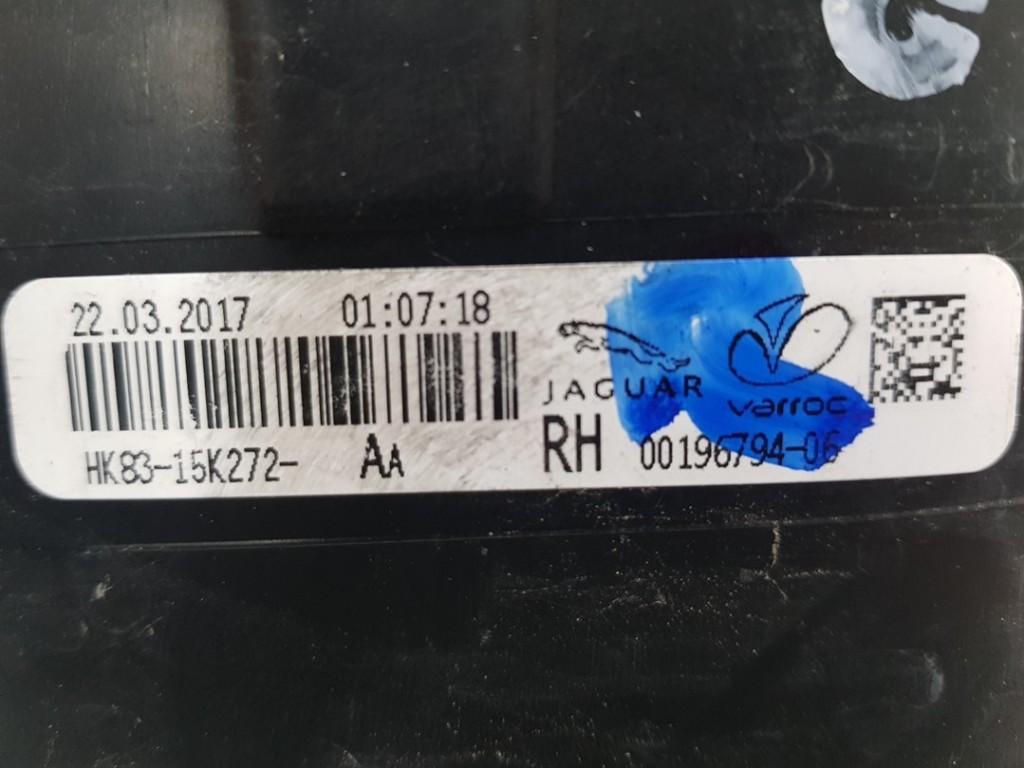 22.03.2017 01:07:18
JAGUAR varroc
HK83-15K272- AA RH 00196794-06